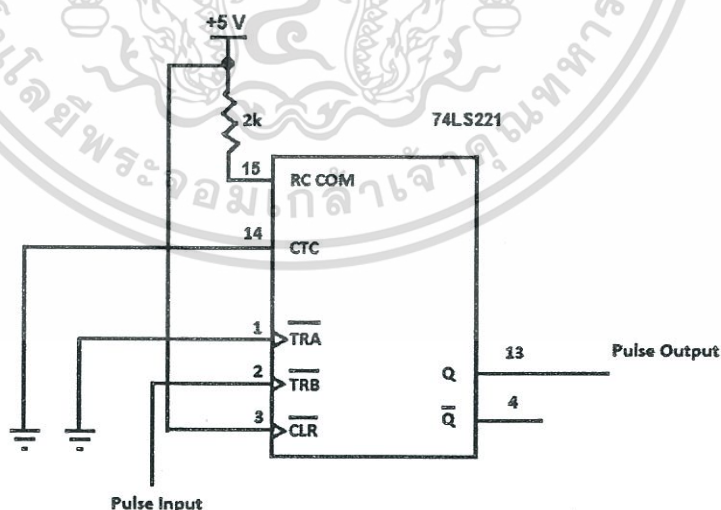 +5 V
2k
74LS221
15
RC COM
14
CTC
1
TRA
2
TRB
3
CLR
Q
13
Pulse Output
Q
4
Pulse Input